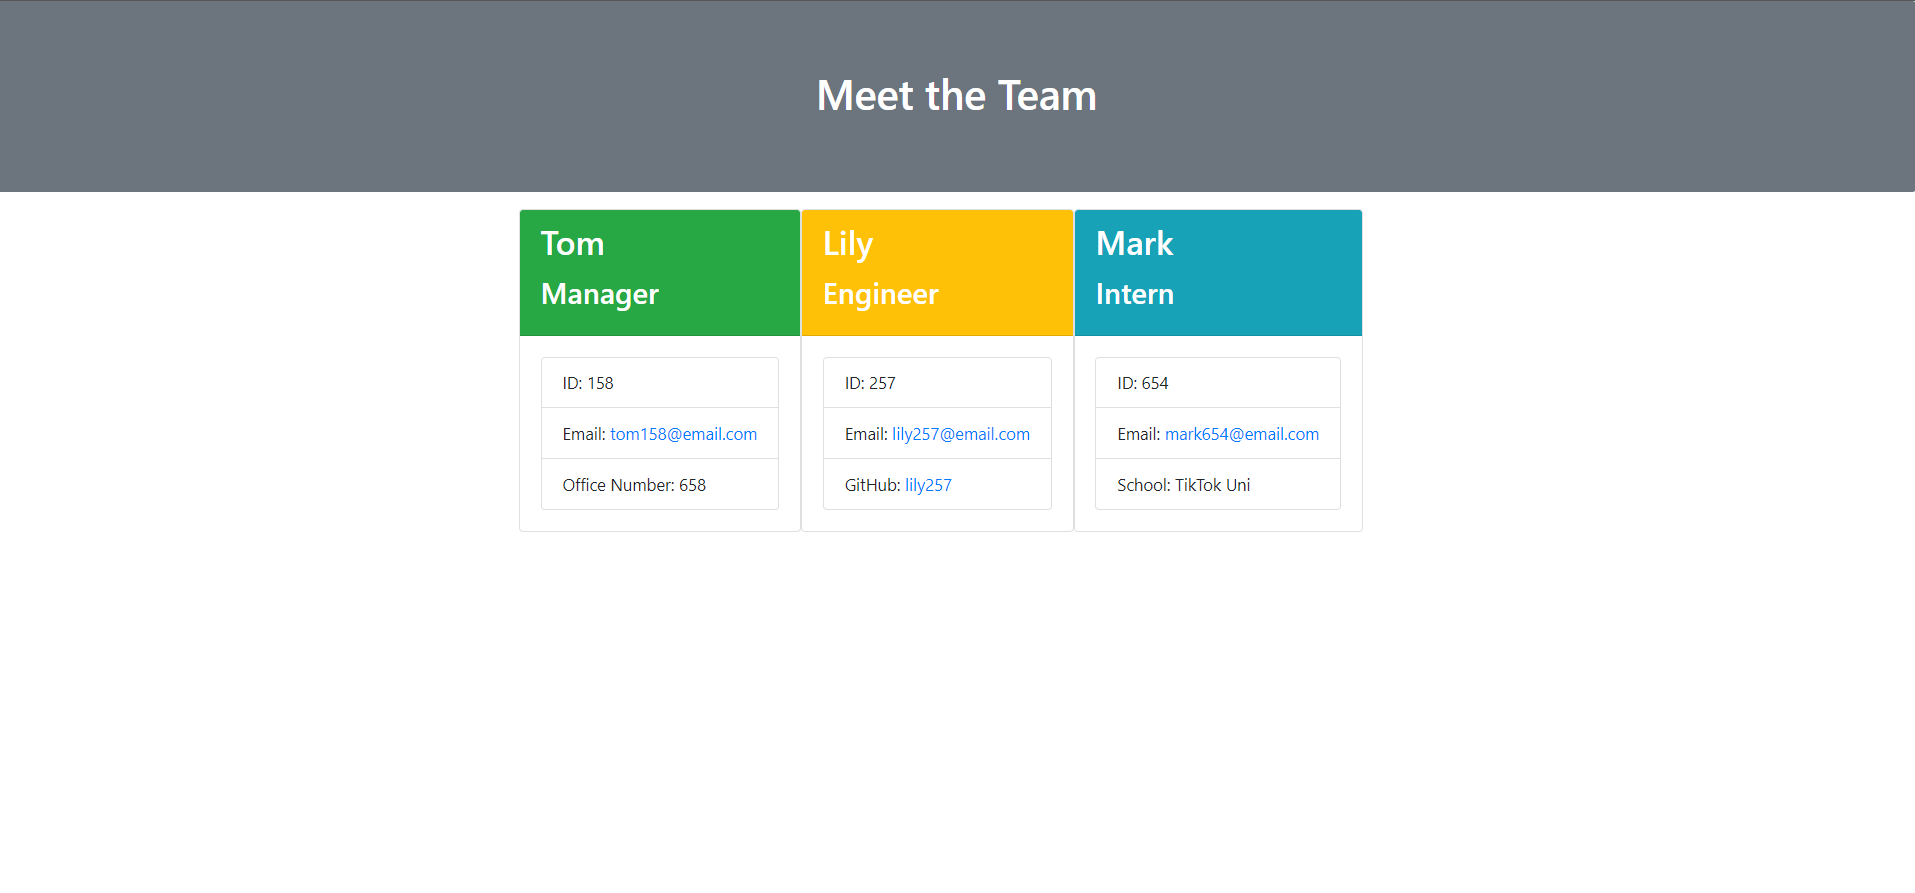 Meet the Team
Tom
Manager
ID: 158
Email: tom158@email.com
Office Number: 658
Lily
Engineer
ID: 257
Email: lily257@email.com
GitHub: lily257
Mark
Intern
ID: 654
Email: mark654@email.com
School: TikTok Uni